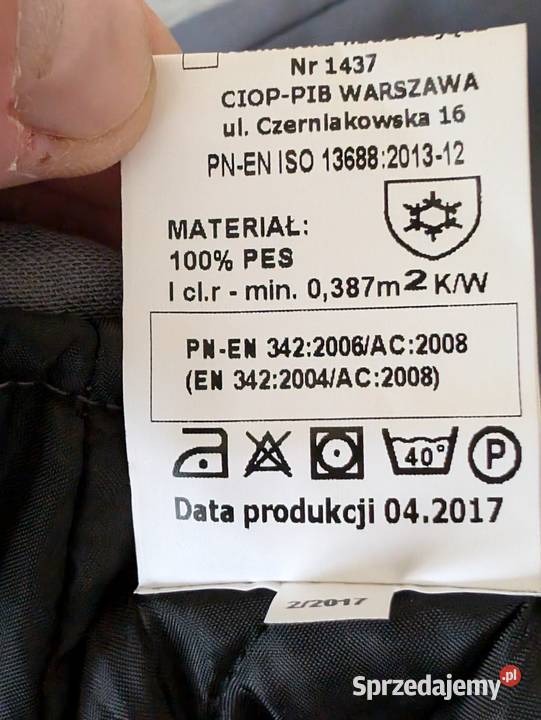 Nr 1437
CIOP-PIB WARSZAWA
ul. Czerniakowska 16
PN-EN ISO 13688:2013-12
MATERIAŁ:
100% PES
I cl.r - min. 0,387m2 K/W
PN-EN 342:2006/AC:2008
(EN 342:2004/AC:2008)
40°
P
Data produkcji 04.2017
2/2017
Sprzedajemy.pl